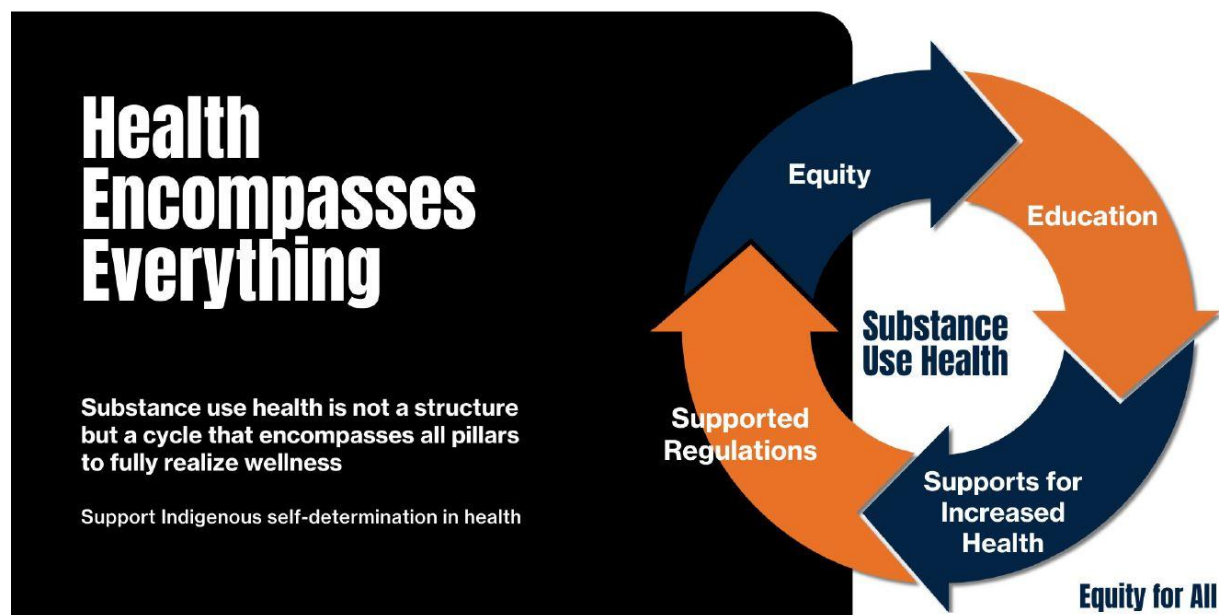 Health
Encompasses
Everything
Substance use health is not a structure
but a cycle that encompasses all pillars
to fully realize wellness
Support Indigenous self-determination in health
Equity
Education
Substance
Use Health
Supported
Regulations
Supports for
Increased
Health
Equity for All